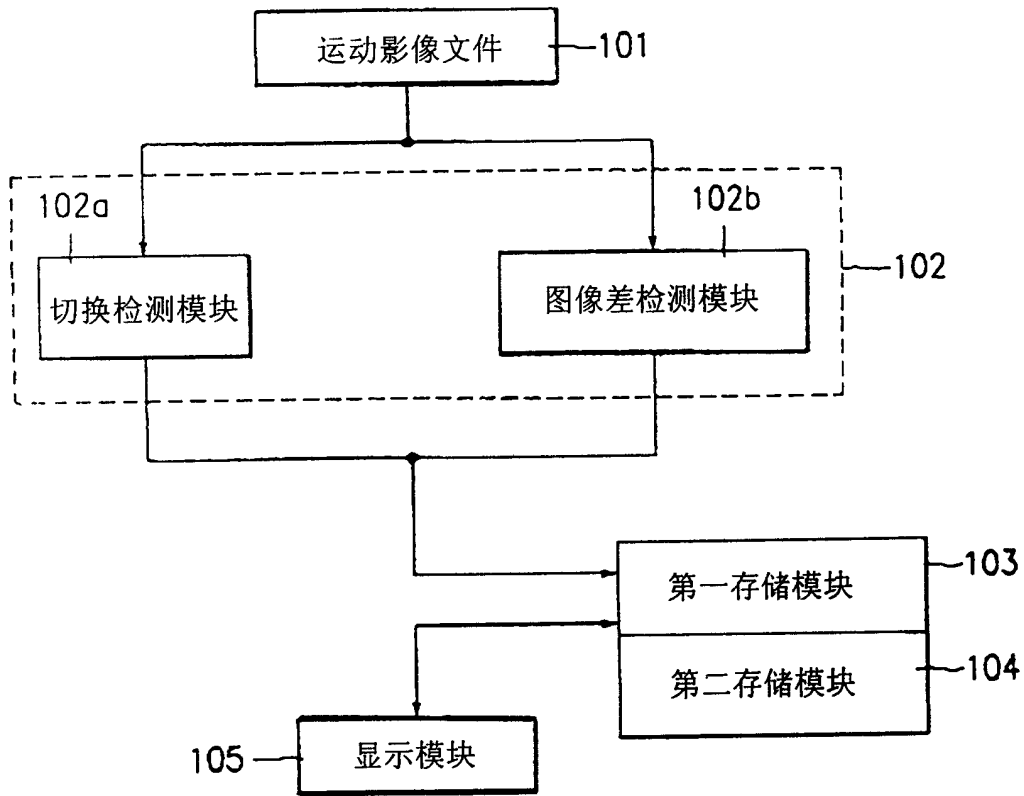 运动影像文件
101
102a
102b
切换检测模块
图像差检测模块
102
第一存储模块
103
第二存储模块
104
显示模块
105